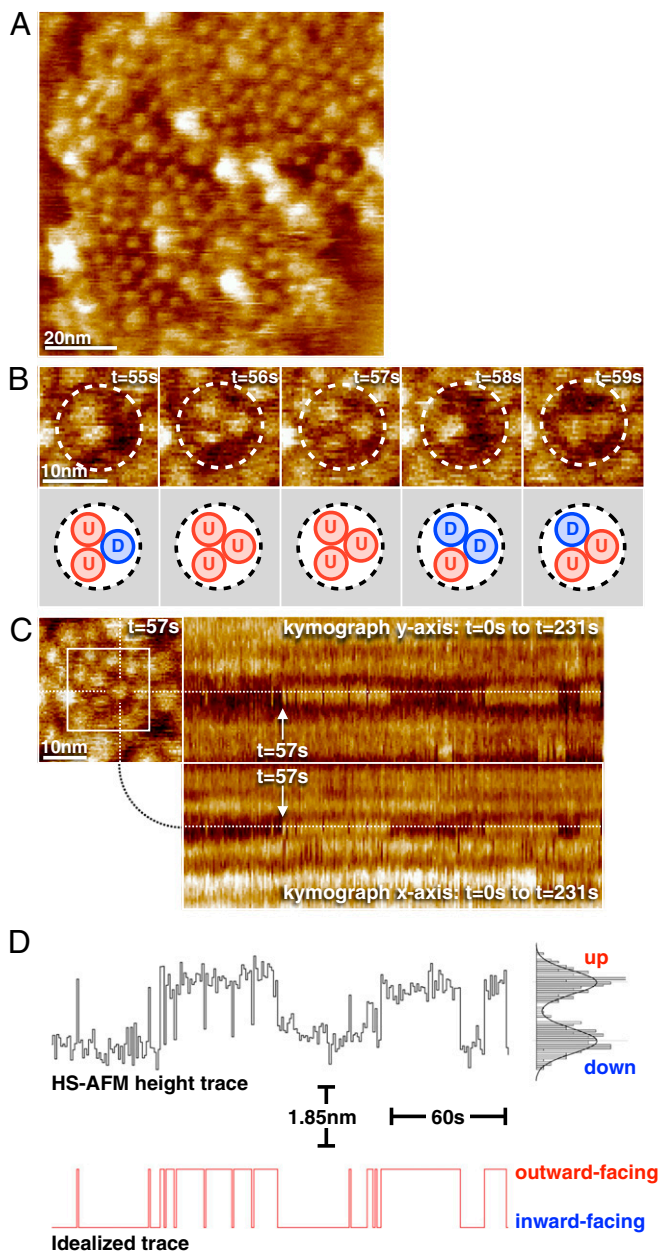 A
20nm
B
t=55s
t=56s
t=57s
t=58s
t=59s
10nm
U
D
U
U
U
U
U
U
U
D
D
U
D
U
U
C
t=57s
kymograph y-axis: t=0s to t=231s
10nm
t=57s
t=57s
kymograph x-axis: t=0s to t=231s
D
up
down
HS-AFM height trace
1.85nm
60s
outward-facing
inward-facing
Idealized trace